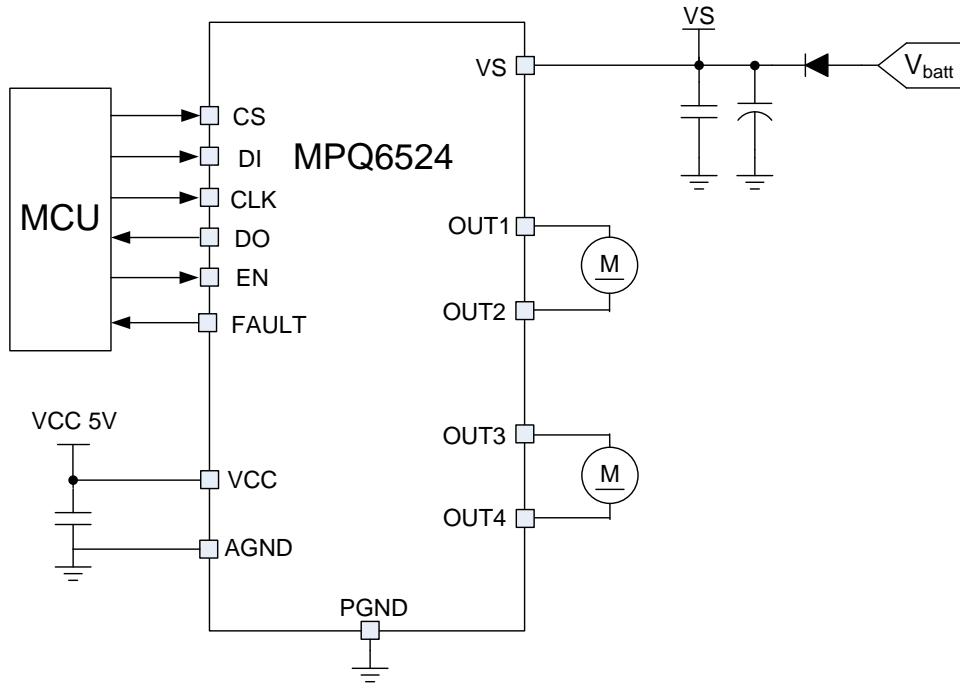 VS
VS
V_batt
CS
MPQ6524
DI
CLK
MCU
OUT1
DO
M
EN
OUT2
FAULT
VCC 5V
OUT3
M
VCC
OUT4
AGND
PGND